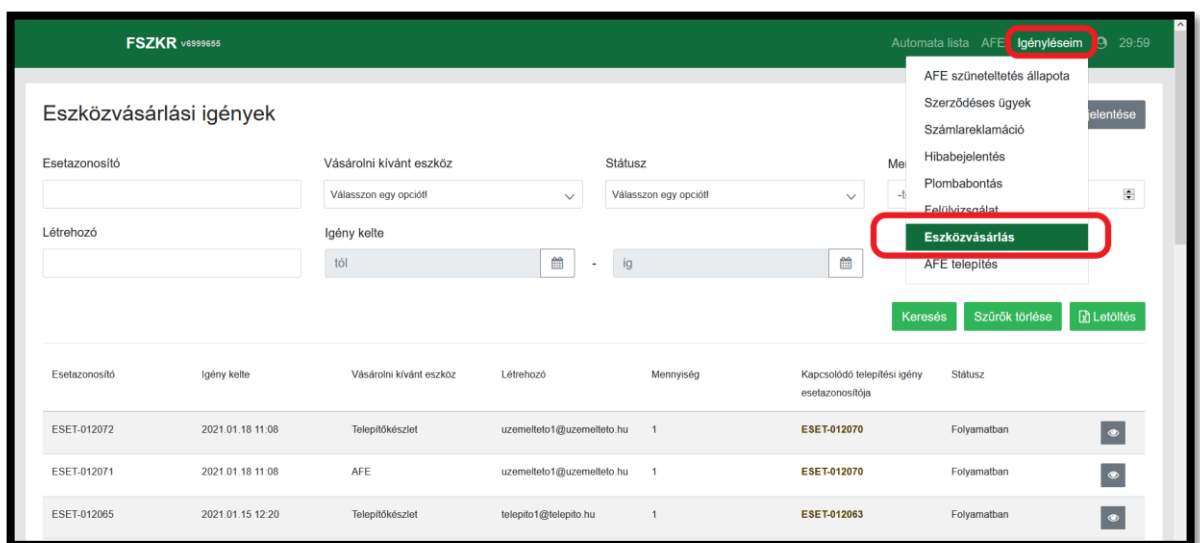 FSZKR v6999655
Automata lista AFE Igényléseim 29:59
AFE szüneteltetés állapota
Szerződéses ügyek
Számlareklamáció
Hibabejelentés
Plombabontás
Felülvizsgálat
Eszközvásárlás
AFE telepítés
Eszközvásárlási igények
Esetazonosító Vásárolni kívánt eszköz Státusz
Válasszon egy opciót! Válasszon egy opciót!
Létrehozó Igény kelte
tól - ig
Keresés Szűrők törlése Letöltés
Esetazonosító Igény kelte Vásárolni kívánt eszköz Létrehozó Mennyiség Kapcsolódó telepítési igény Státusz
esetazonosítója
ESET-012072 2021.01.18 11:08 Telepítőkészlet uzemelteto1@uzemelteto.hu 1 ESET-012070 Folyamatban
ESET-012071 2021.01.18 11:08 AFE uzemelteto1@uzemelteto.hu 1 ESET-012070 Folyamatban
ESET-012065 2021.01.15 12:20 Telepítőkészlet telepito1@telepito.hu 1 ESET-012063 Folyamatban